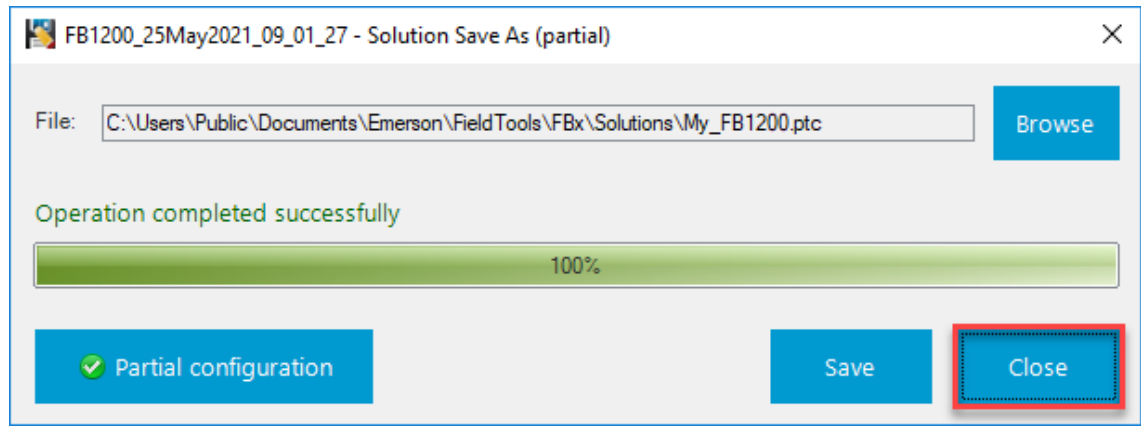 FB1200_25May2021_09_01_27 - Solution Save As (partial)
File: C:\Users\Public\Documents\Emerson\FieldTools\FBx\Solutions\My_FB1200.ptc Browse
Operation completed successfully
100%
Partial configuration Save Close